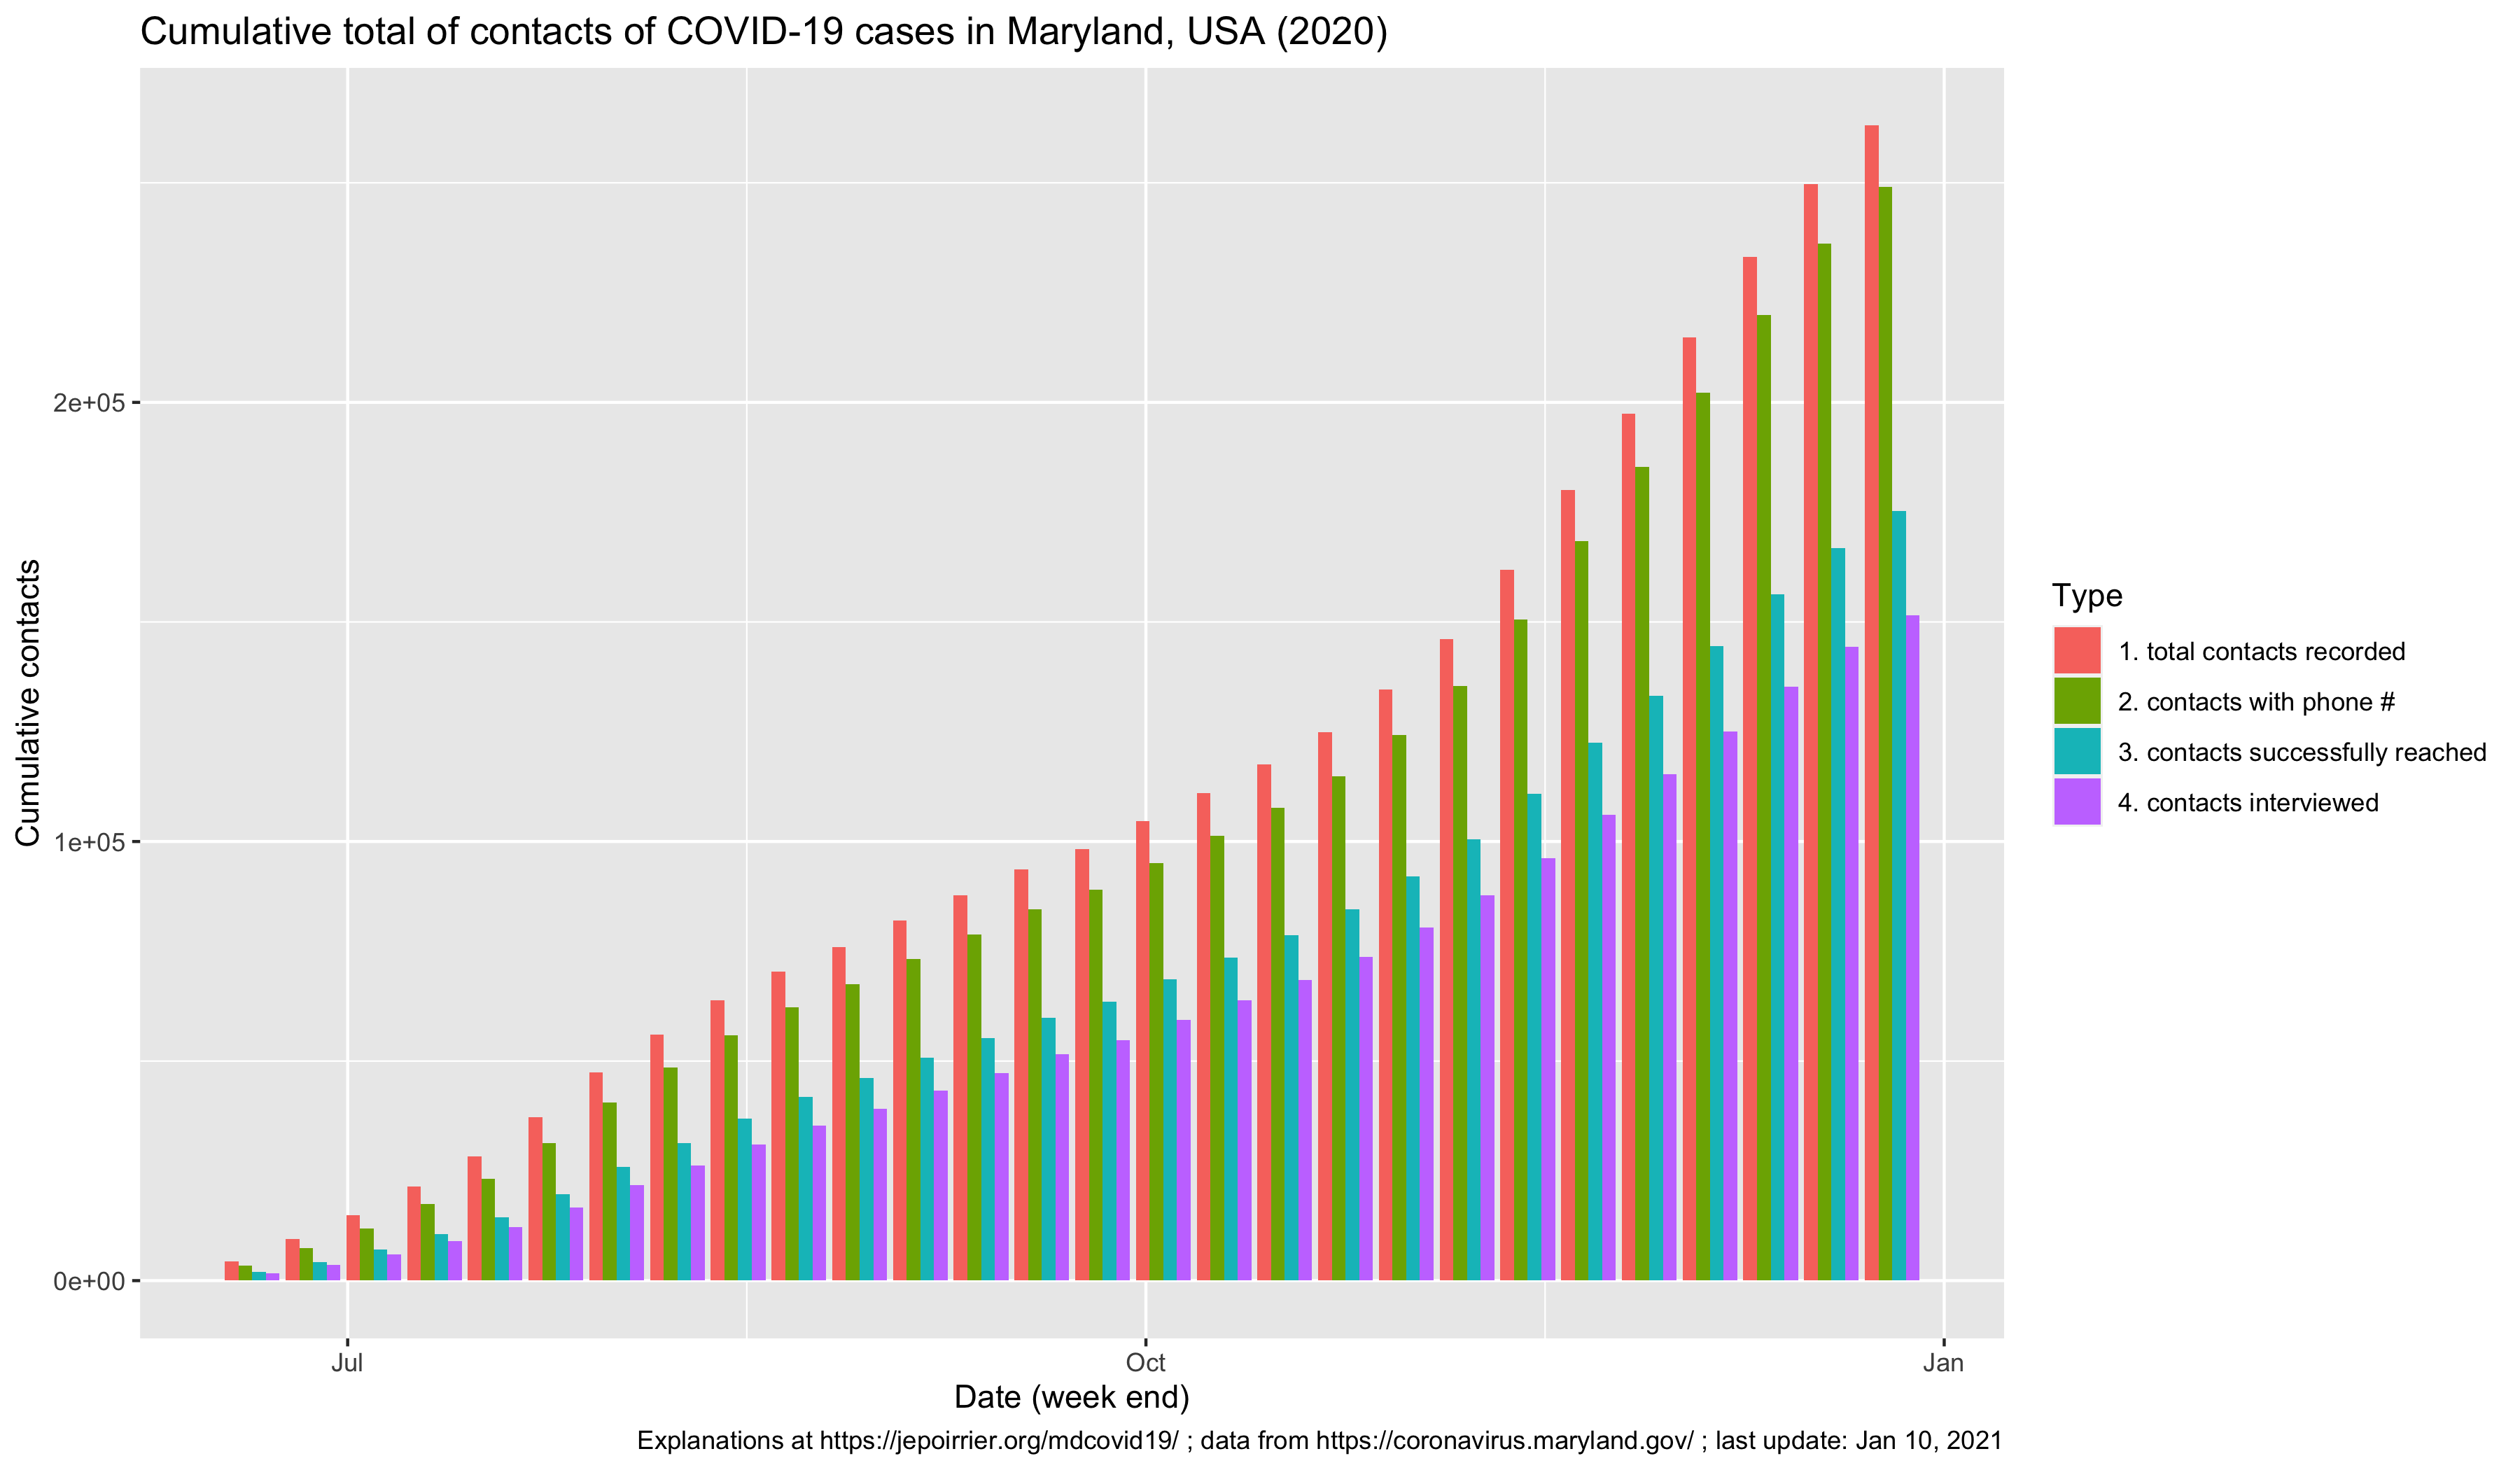 Cumulative total of contacts of COVID-19 cases in Maryland, USA (2020)
Cumulative contacts
2e+05
1e+05
0e+00
Jul
Oct
Jan
Date (week end)
Type
1. total contacts recorded
2. contacts with phone #
3. contacts successfully reached
4. contacts interviewed
Explanations at https://jepoirrier.org/mdcovid19/ ; data from https://coronavirus.maryland.gov/ ; last update: Jan 10, 2021